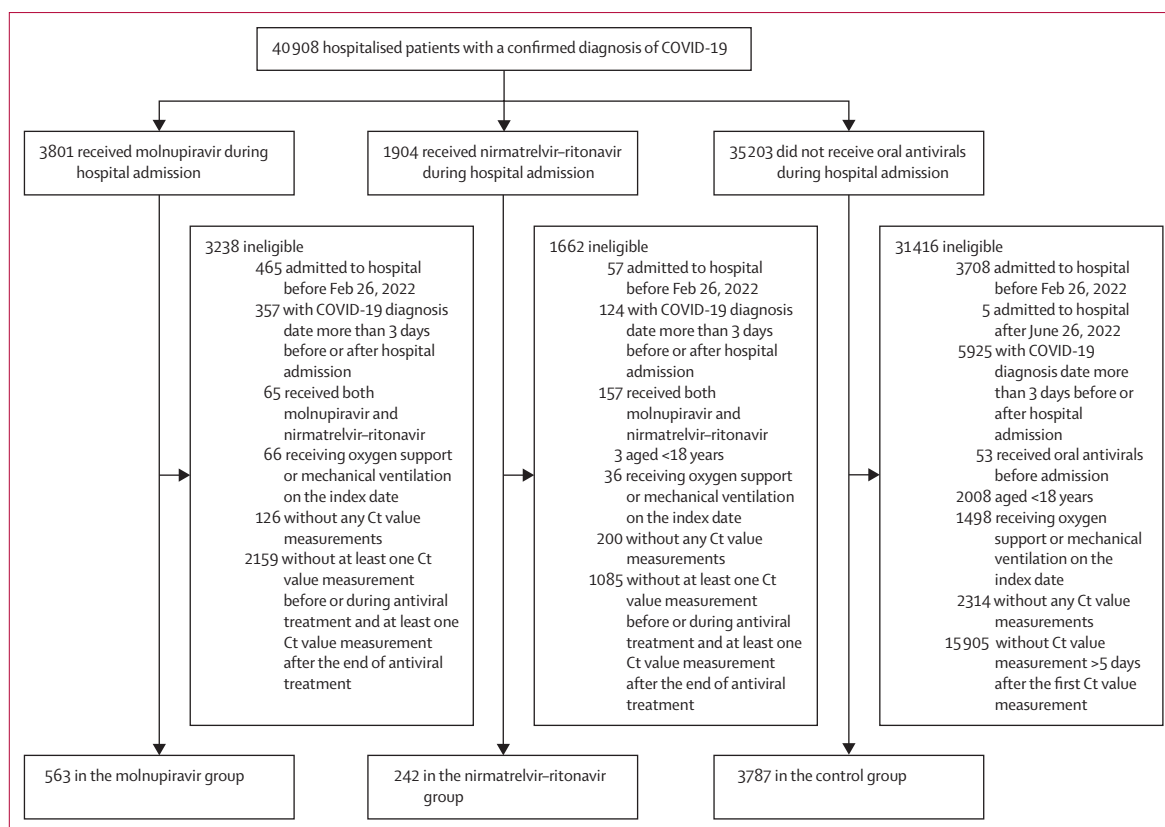 40 908 hospitalised patients with a confirmed diagnosis of COVID-19
3801 received molnupiravir during
hospital admission
1904 received nirmatrelvir–ritonavir
during hospital admission
35 203 did not receive oral antivirals
during hospital admission
3238 ineligible
465 admitted to hospital
before Feb 26, 2022
357 with COVID-19 diagnosis
date more than 3 days
before or after hospital
admission
65 received both
molnupiravir and
nirmatrelvir–ritonavir
66 receiving oxygen support
or mechanical ventilation
on the index date
126 without any Ct value
measurements
2159 without at least one Ct
value measurement
before or during antiviral
treatment and at least one
Ct value measurement
after the end of antiviral
treatment
1662 ineligible
57 admitted to hospital
before Feb 26, 2022
124 with COVID-19 diagnosis
date more than 3 days
before or after hospital
admission
157 received both
molnupiravir and
nirmatrelvir–ritonavir
3 aged <18 years
36 receiving oxygen support
or mechanical ventilation
on the index date
200 without any Ct value
measurements
1085 without at least one Ct
value measurement
before or during antiviral
treatment and at least one
Ct value measurement
after the end of antiviral
treatment
31 416 ineligible
3708 admitted to hospital
before Feb 26, 2022
5 admitted to hospital
after June 26, 2022
5925 with COVID-19
diagnosis date more
than 3 days before or
after hospital
admission
53 received oral antivirals
before admission
2008 aged <18 years
1498 receiving oxygen
support or mechanical
ventilation on the
index date
2314 without any Ct value
measurements
15 905 without Ct value
measurement >5 days
after the first Ct value
measurement
563 in the molnupiravir group
242 in the nirmatrelvir–ritonavir
group
3787 in the control group